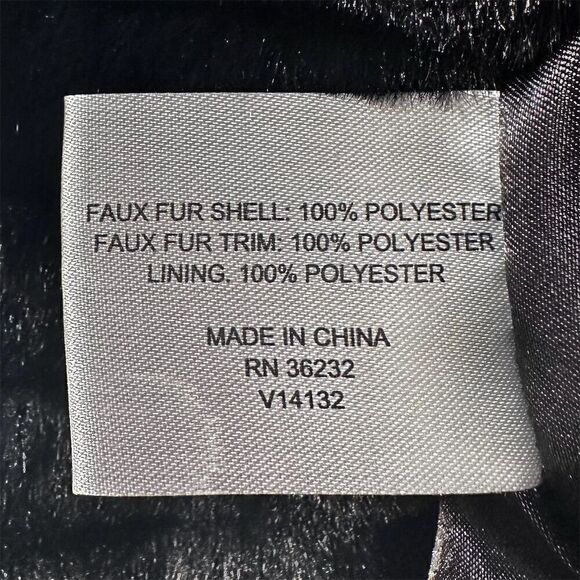 FAUX FUR SHELL: 100% POLYESTER
FAUX FUR TRIM: 100% POLYESTER
LINING. 100% POLYESTER
MADE IN CHINA
RN 36232
V14132